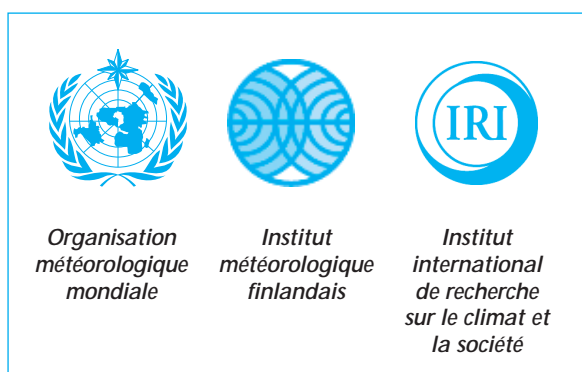 IRI
Organisation
météorologique
mondiale
Institut
météorologique
finlandais
Institut
international
de recherche
sur le climat et
la société